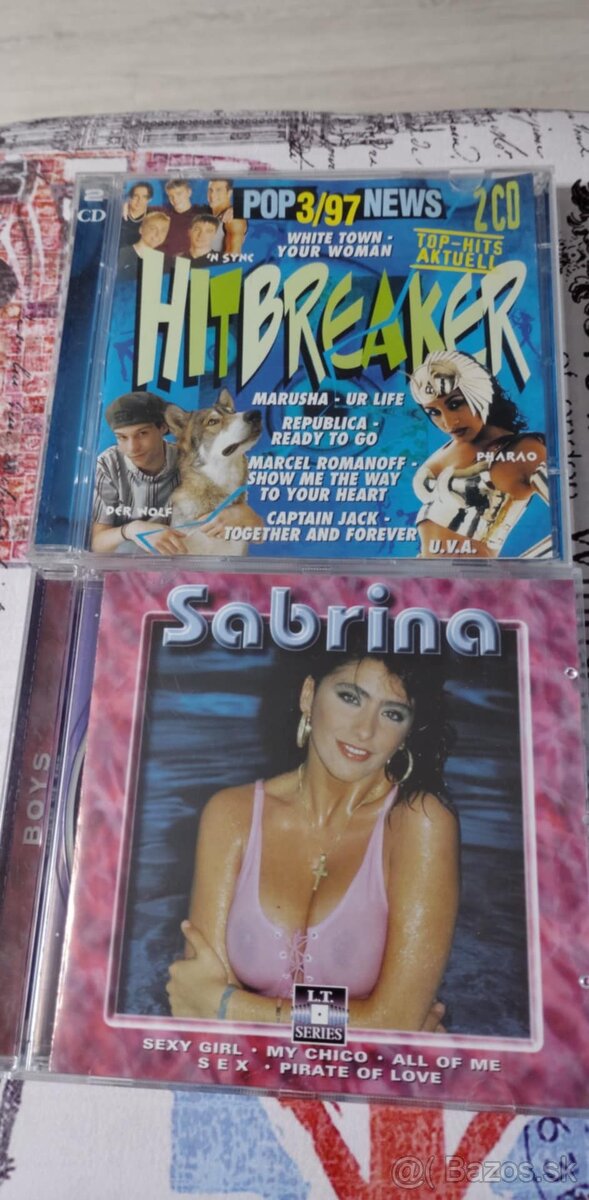 2
CD
POP 3/97 NEWS
2 CD
TOP-HITS
AKTUELL
'N SYNC
WHITE TOWN -
YOUR WOMAN
HITBREAKER
MARUSHA - UR LIFE
REPUBLICA -
READY TO GO
MARCEL ROMANOFF -
SHOW ME THE WAY
TO YOUR HEART
CAPTAIN JACK -
TOGETHER AND FOREVER
DER WOLF
PHARAO
U.V.A.
BOYS
Sabrina
L.T.
SERIES
SEXY GIRL · MY CHICO · ALL OF ME
SEX · PIRATE OF LOVE
@( Bazos.sk